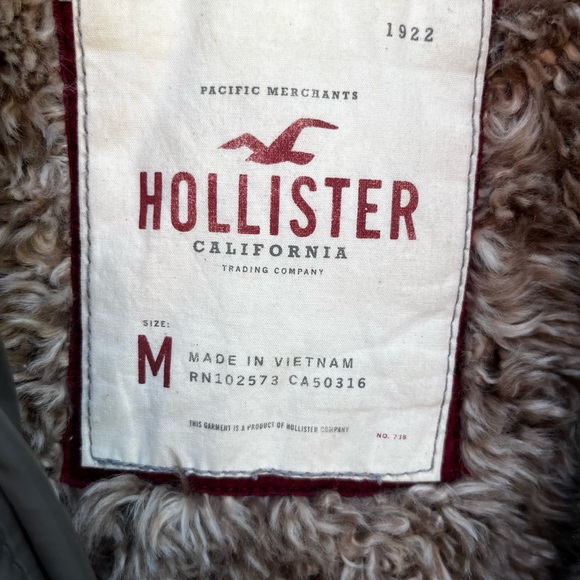 1922
PACIFIC MERCHANTS
HOLLISTER
CALIFORNIA
TRADING COMPANY
SIZE:
M
MADE IN VIETNAM
RN102573 CA50316
THIS GARMENT IS A PRODUCT OF HOLLISTER COMPANY
NO. 738